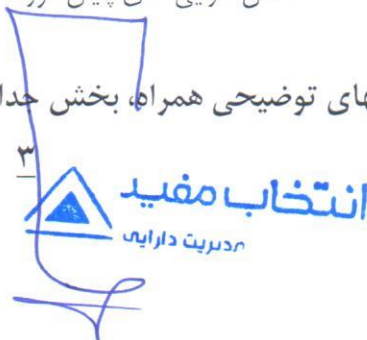 های توضیحی همراه، بخش جدا
۳
انتخاب مفید
مدیریت دارایی